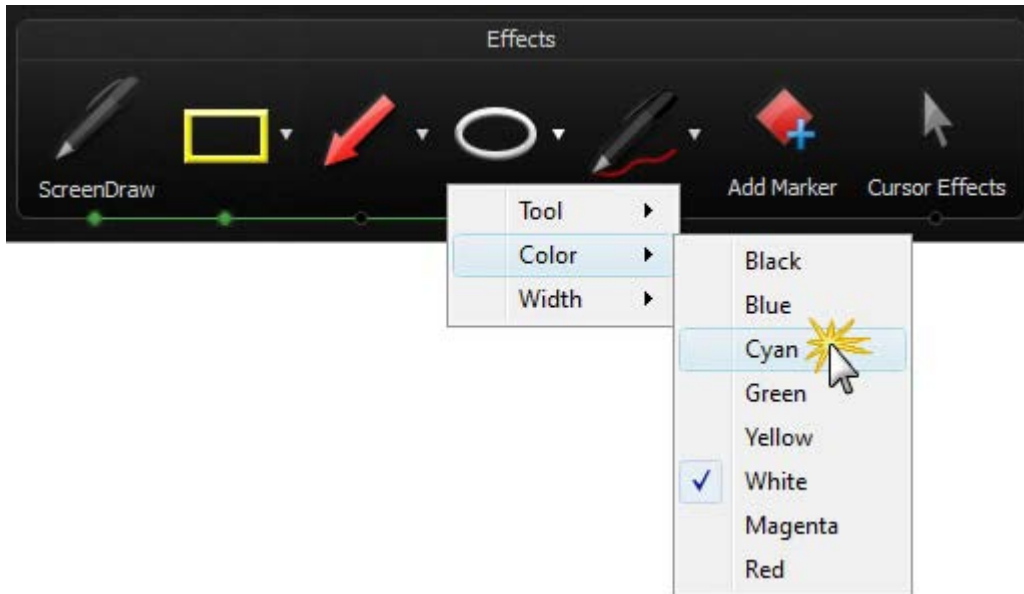 Effects
ScreenDraw
Add Marker
Cursor Effects
Tool
Color
Width
Black
Blue
Cyan
Green
Yellow
White
Magenta
Red